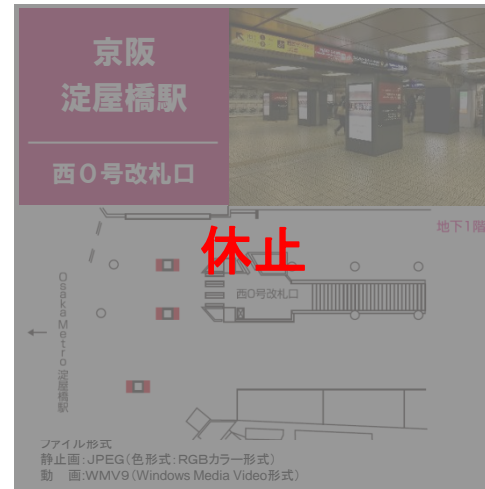 京阪
淀屋橋駅
西０号改札口
地下1階
休止
西0号改札口
Osaka Metro 淀屋橋駅
ファイル形式
静止画：JPEG（色形式：RGBカラー形式）
動　画：WMV9（Windows Media Video形式）